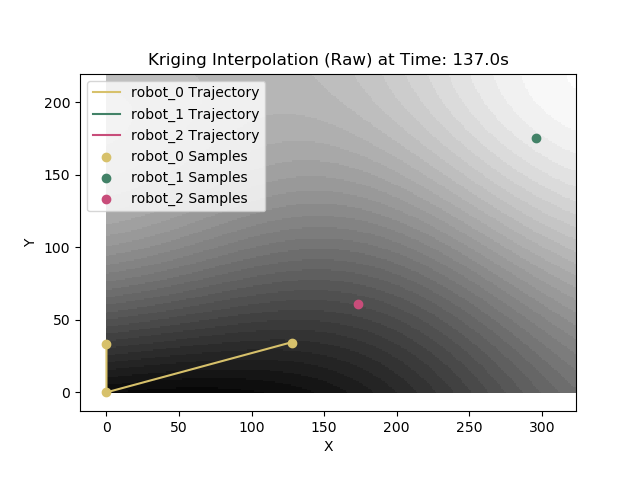 Kriging Interpolation (Raw) at Time: 137.0s
robot_0 Trajectory
robot_1 Trajectory
robot_2 Trajectory
robot_0 Samples
robot_1 Samples
robot_2 Samples
200
150
100
50
0
Y
0 50 100 150 200 250 300
X